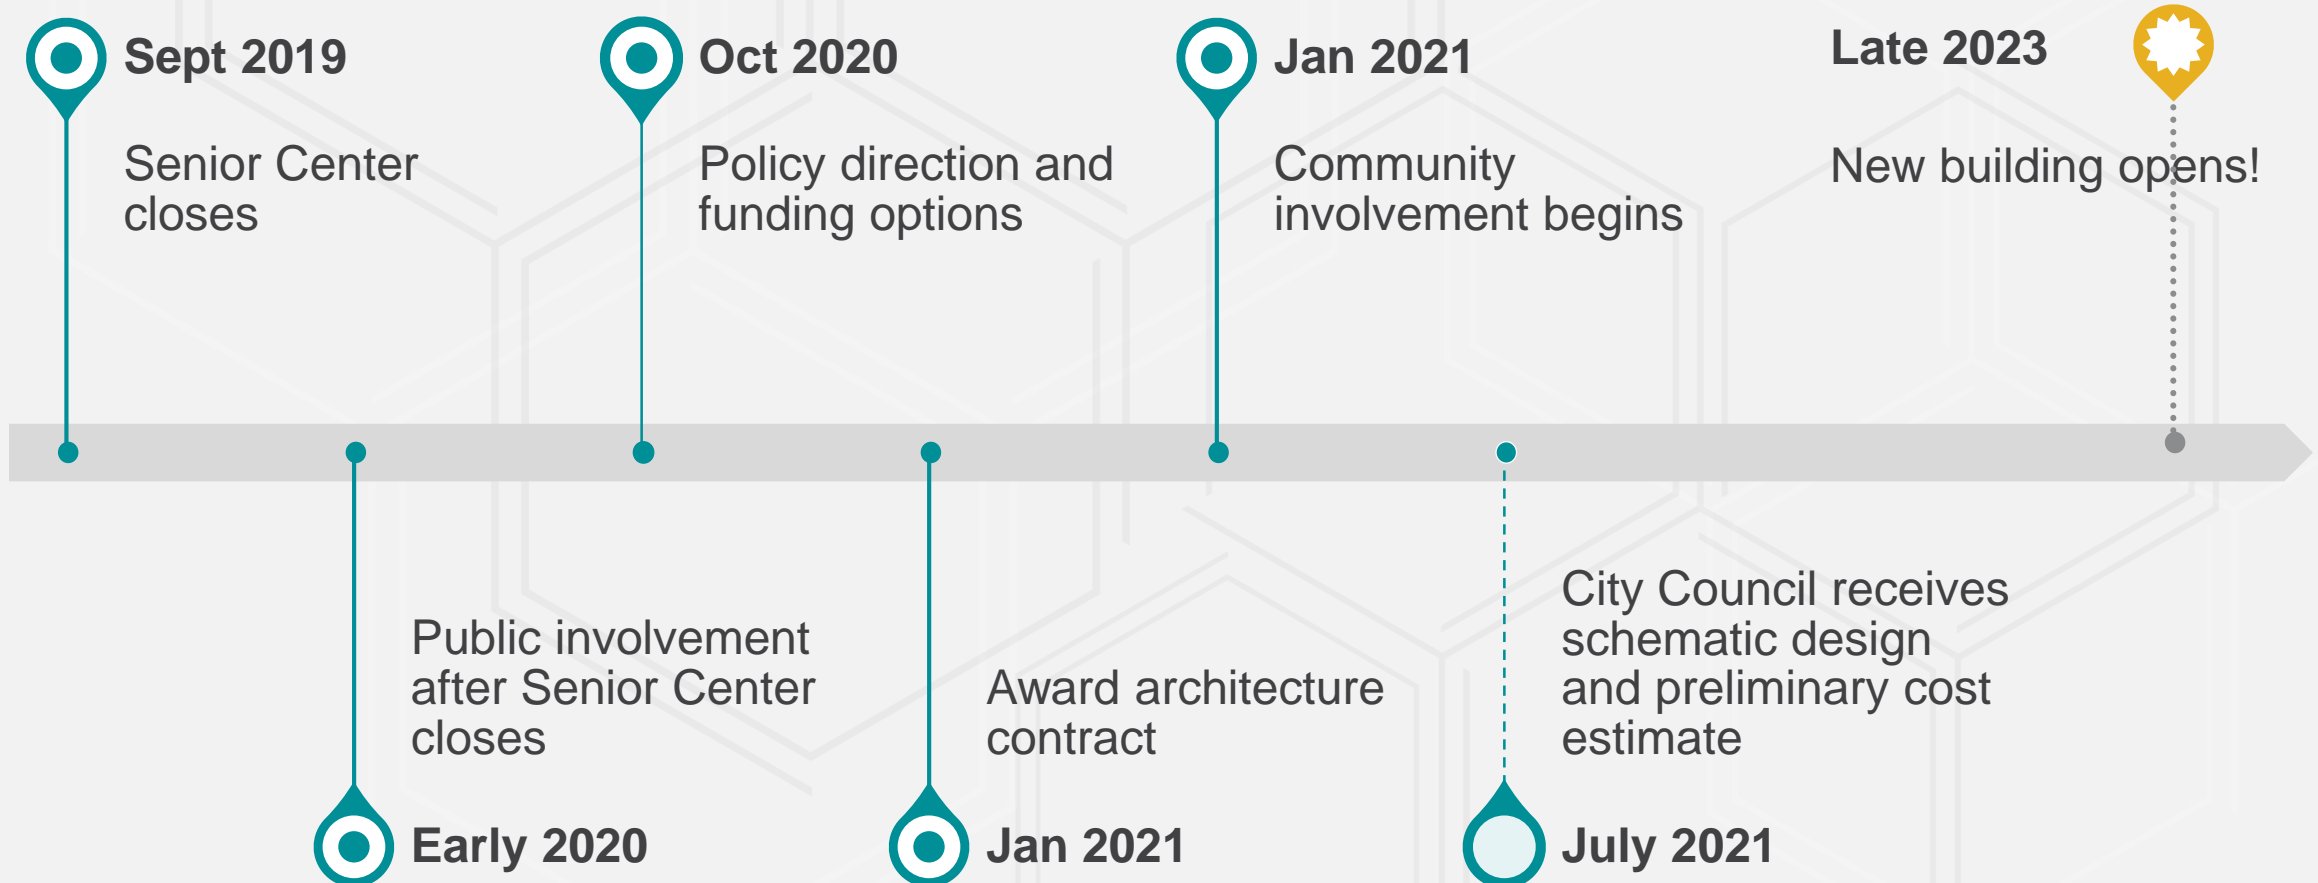 Sept 2019
Senior Center
closes
Oct 2020
Policy direction and
funding options
Jan 2021
Community
involvement begins
Late 2023
New building opens!
Public involvement
after Senior Center
closes
Early 2020
Award architecture
contract
Jan 2021
City Council receives
schematic design
and preliminary cost
estimate
July 2021